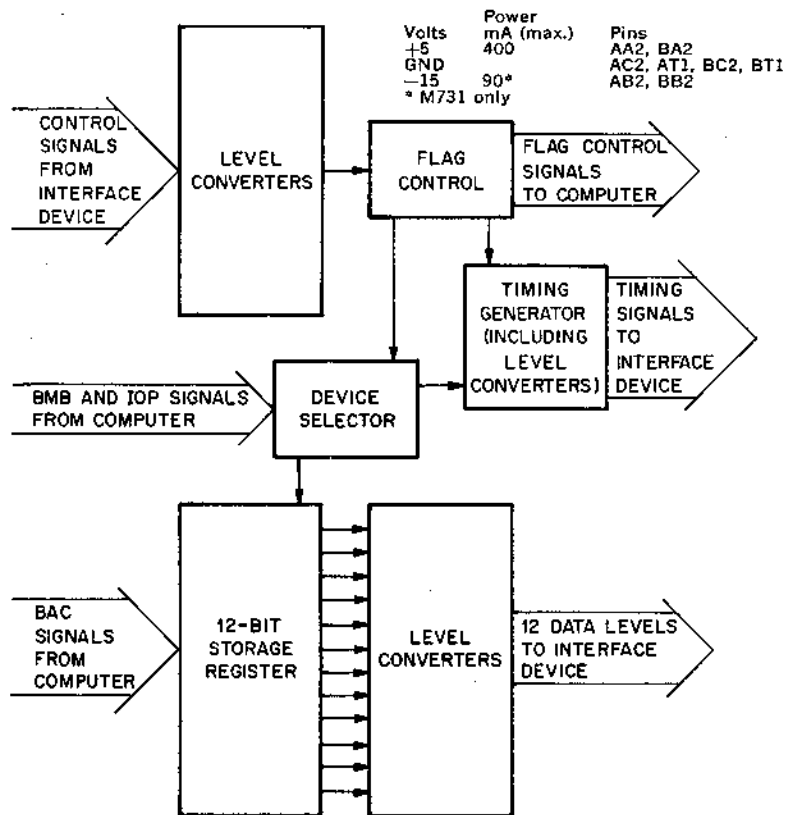 Power
Volts mA (max.) Pins
+5 400 AA2, BA2
GND AC2, AT1, BC2, BT1
−15 90* AB2, BB2
* M731 only
CONTROL
SIGNALS
FROM
INTERFACE
DEVICE
LEVEL
CONVERTERS
FLAG
CONTROL
FLAG CONTROL
SIGNALS
TO COMPUTER
TIMING
GENERATOR
(INCLUDING
LEVEL
CONVERTERS)
TIMING
SIGNALS
TO
INTERFACE
DEVICE
BMB AND IOP SIGNALS
FROM COMPUTER
DEVICE
SELECTOR
BAC
SIGNALS
FROM
COMPUTER
12-BIT
STORAGE
REGISTER
LEVEL
CONVERTERS
12 DATA LEVELS
TO INTERFACE
DEVICE